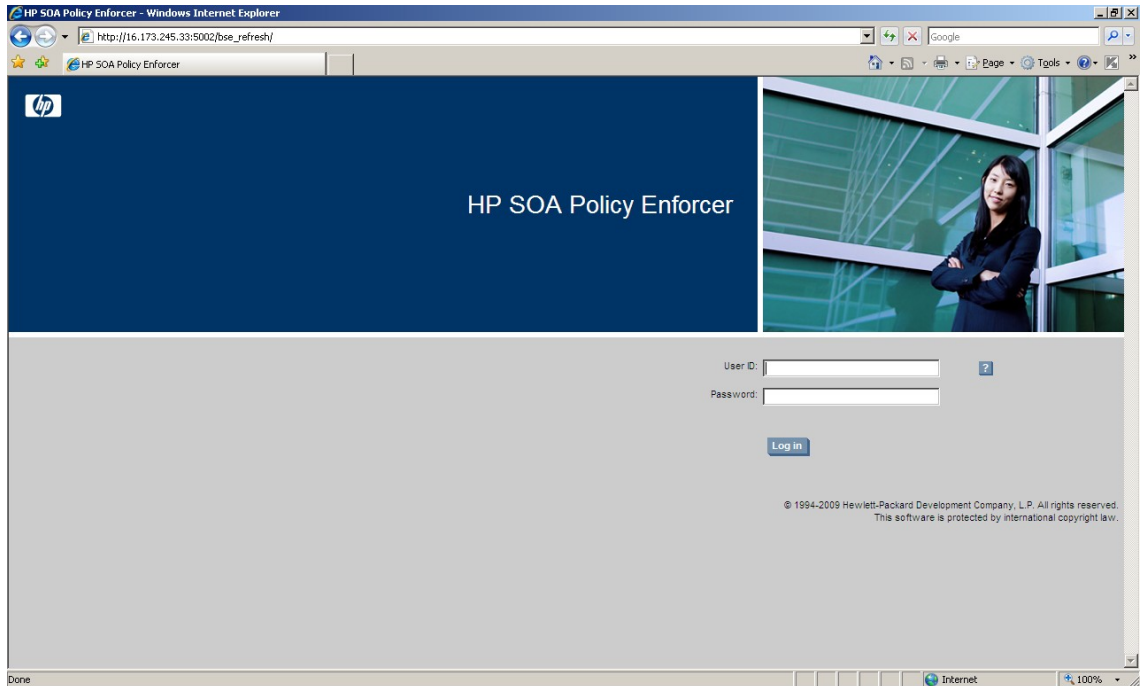 HP SOA Policy Enforcer - Windows Internet Explorer
http://16.173.245.33:5002/bse_refresh/
Google
HP SOA Policy Enforcer
Page
Tools
»
hp
HP SOA Policy Enforcer
User ID:
?
Password:
Log in
© 1994-2009 Hewlett-Packard Development Company, L.P. All rights reserved.
This software is protected by international copyright law.
Done
Internet
100%